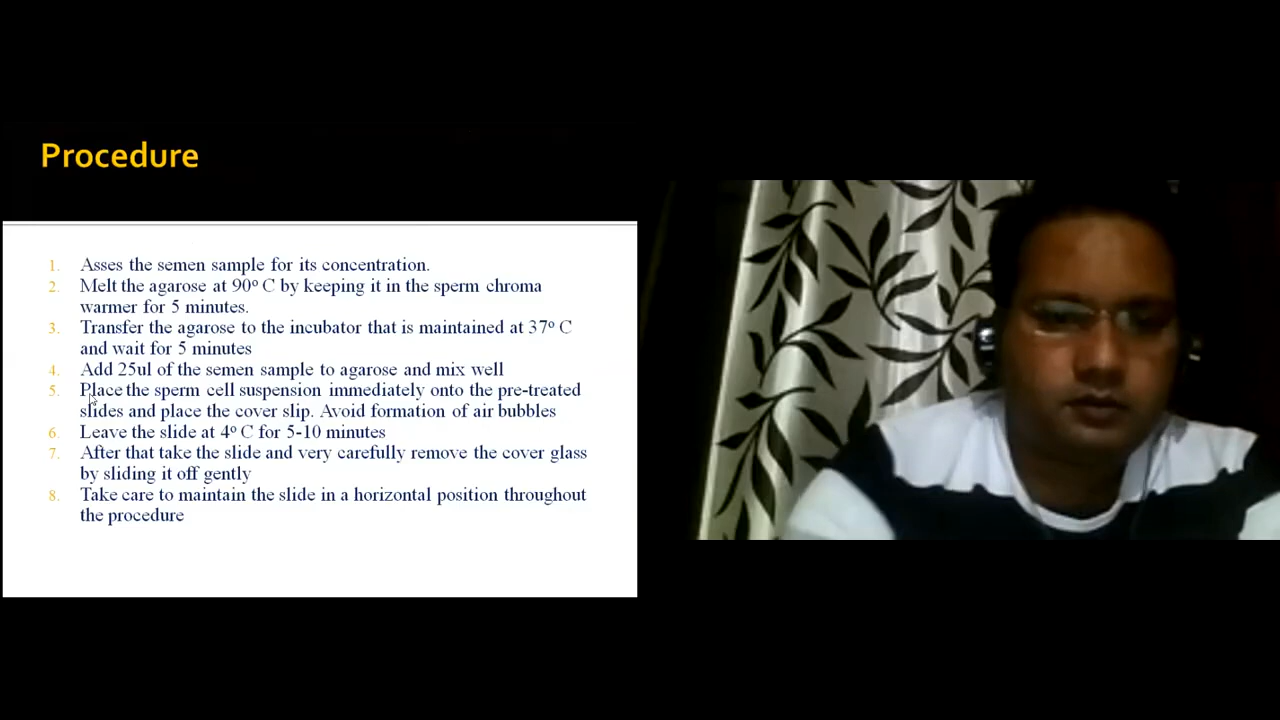 Procedure
1. Asses the semen sample for its concentration.
2. Melt the agarose at 90º C by keeping it in the sperm chroma
warmer for 5 minutes.
3. Transfer the agarose to the incubator that is maintained at 37º C
and wait for 5 minutes
4. Add 25ul of the semen sample to agarose and mix well
5. Place the sperm cell suspension immediately onto the pre-treated
slides and place the cover slip. Avoid formation of air bubbles
6. Leave the slide at 4º C for 5-10 minutes
7. After that take the slide and very carefully remove the cover glass
by sliding it off gently
8. Take care to maintain the slide in a horizontal position throughout
the procedure